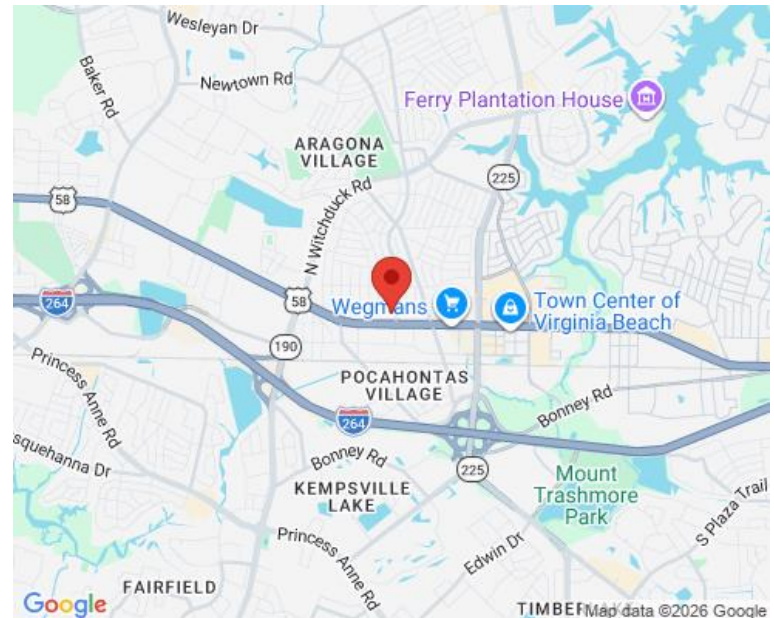 Wesleyan Dr
Baker Rd
Newtown Rd
Ferry Plantation House
ARAGONA
VILLAGE
225
58
N Witchduck Rd
264
58
Wegmans
Town Center of
Virginia Beach
190
Princess Anne Rd
POCAHONTAS
VILLAGE
Bonney Rd
264
squehanna Dr
Bonney Rd
225
KEMPSVILLE
LAKE
Mount
Trashmore
Park
S Plaza Trail
Princess Anne Rd
Edwin Dr
FAIRFIELD
Google
TIMBER
Map data ©2026 Google